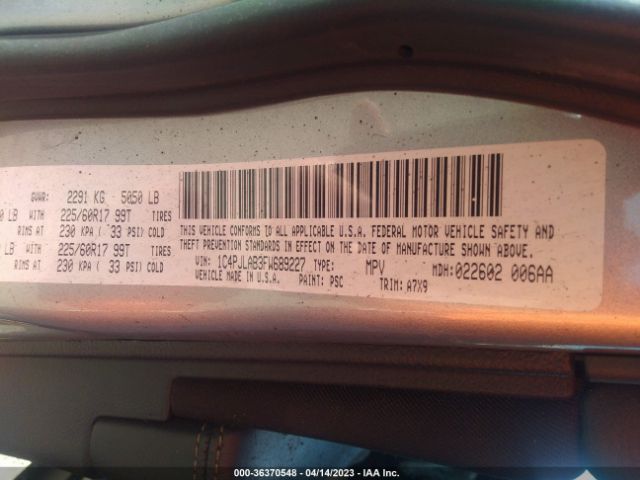 GVWR: 2291 KG 5050 LB
LB WITH 225/60R17 99T TIRES
RIMS AT 230 KPA ( 33 PSI) COLD
LB WITH 225/60R17 99T TIRES
RIMS AT 230 KPA ( 33 PSI) COLD
THIS VEHICLE CONFORMS TO ALL APPLICABLE U.S.A. FEDERAL MOTOR VEHICLE SAFETY AND
THEFT PREVENTION STANDARDS IN EFFECT ON THE DATE OF MANUFACTURE SHOWN ABOVE.
VIN: 1C4PJLAB3FW689227 TYPE: MPV MDH: 022602 006AA
VEHICLE MADE IN U.S.A. PAINT: PSC TRIM: A7X9
000-36370548 - 04/14/2023 - IAA Inc.